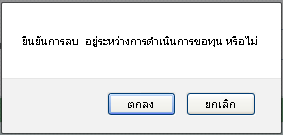 ยืนยันการลบ  อยู่ระหว่างการดำเนินการขอทุน หรือไม่
ตกลง
ยกเลิก